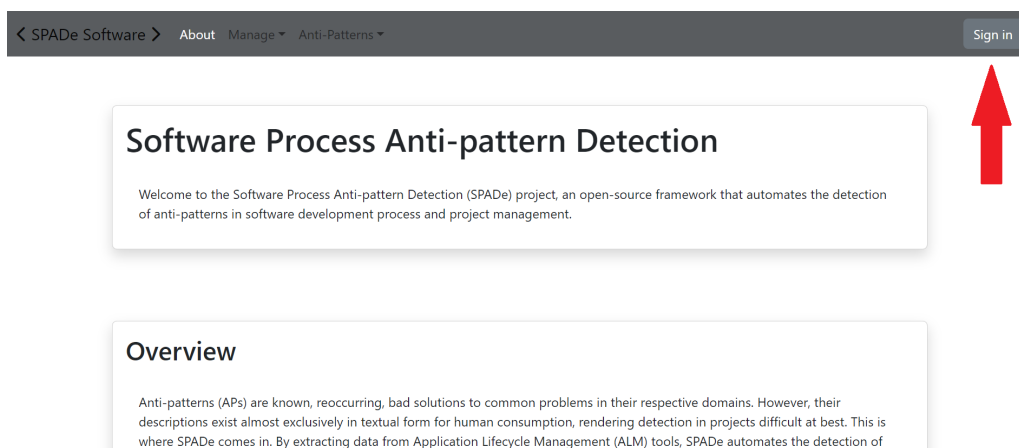 SPADe Software
About Manage Anti-Patterns
Sign in
Software Process Anti-pattern Detection
Welcome to the Software Process Anti-pattern Detection (SPADe) project, an open-source framework that automates the detection
of anti-patterns in software development process and project management.
Overview
Anti-patterns (APs) are known, reoccurring, bad solutions to common problems in their respective domains. However, their
descriptions exist almost exclusively in textual form for human consumption, rendering detection in projects difficult at best. This is
where SPADe comes in. By extracting data from Application Lifecycle Management (ALM) tools, SPADe automates the detection of